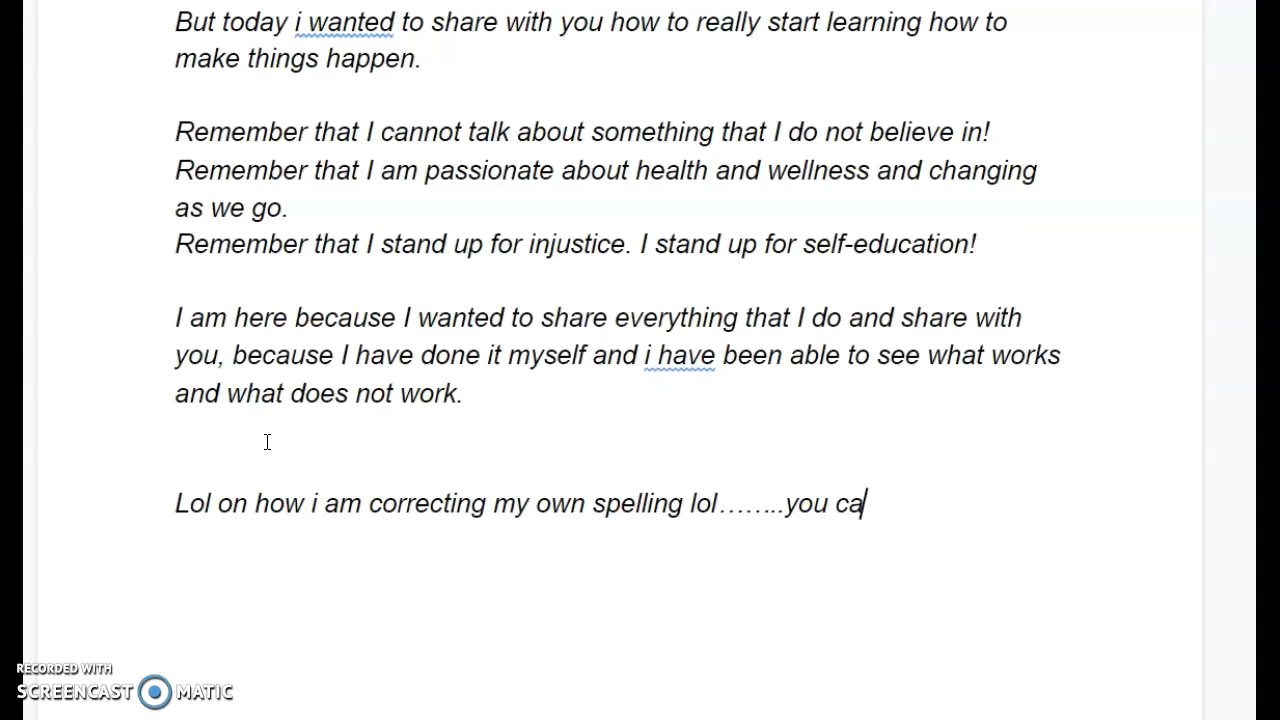 But today i wanted to share with you how to really start learning how to
make things happen.
Remember that I cannot talk about something that I do not believe in!
Remember that I am passionate about health and wellness and changing
as we go.
Remember that I stand up for injustice. I stand up for self-education!
I am here because I wanted to share everything that I do and share with
you, because I have done it myself and i have been able to see what works
and what does not work.
Lol on how i am correcting my own spelling lol……..you ca
RECORDED WITH
SCREENCAST MATIC